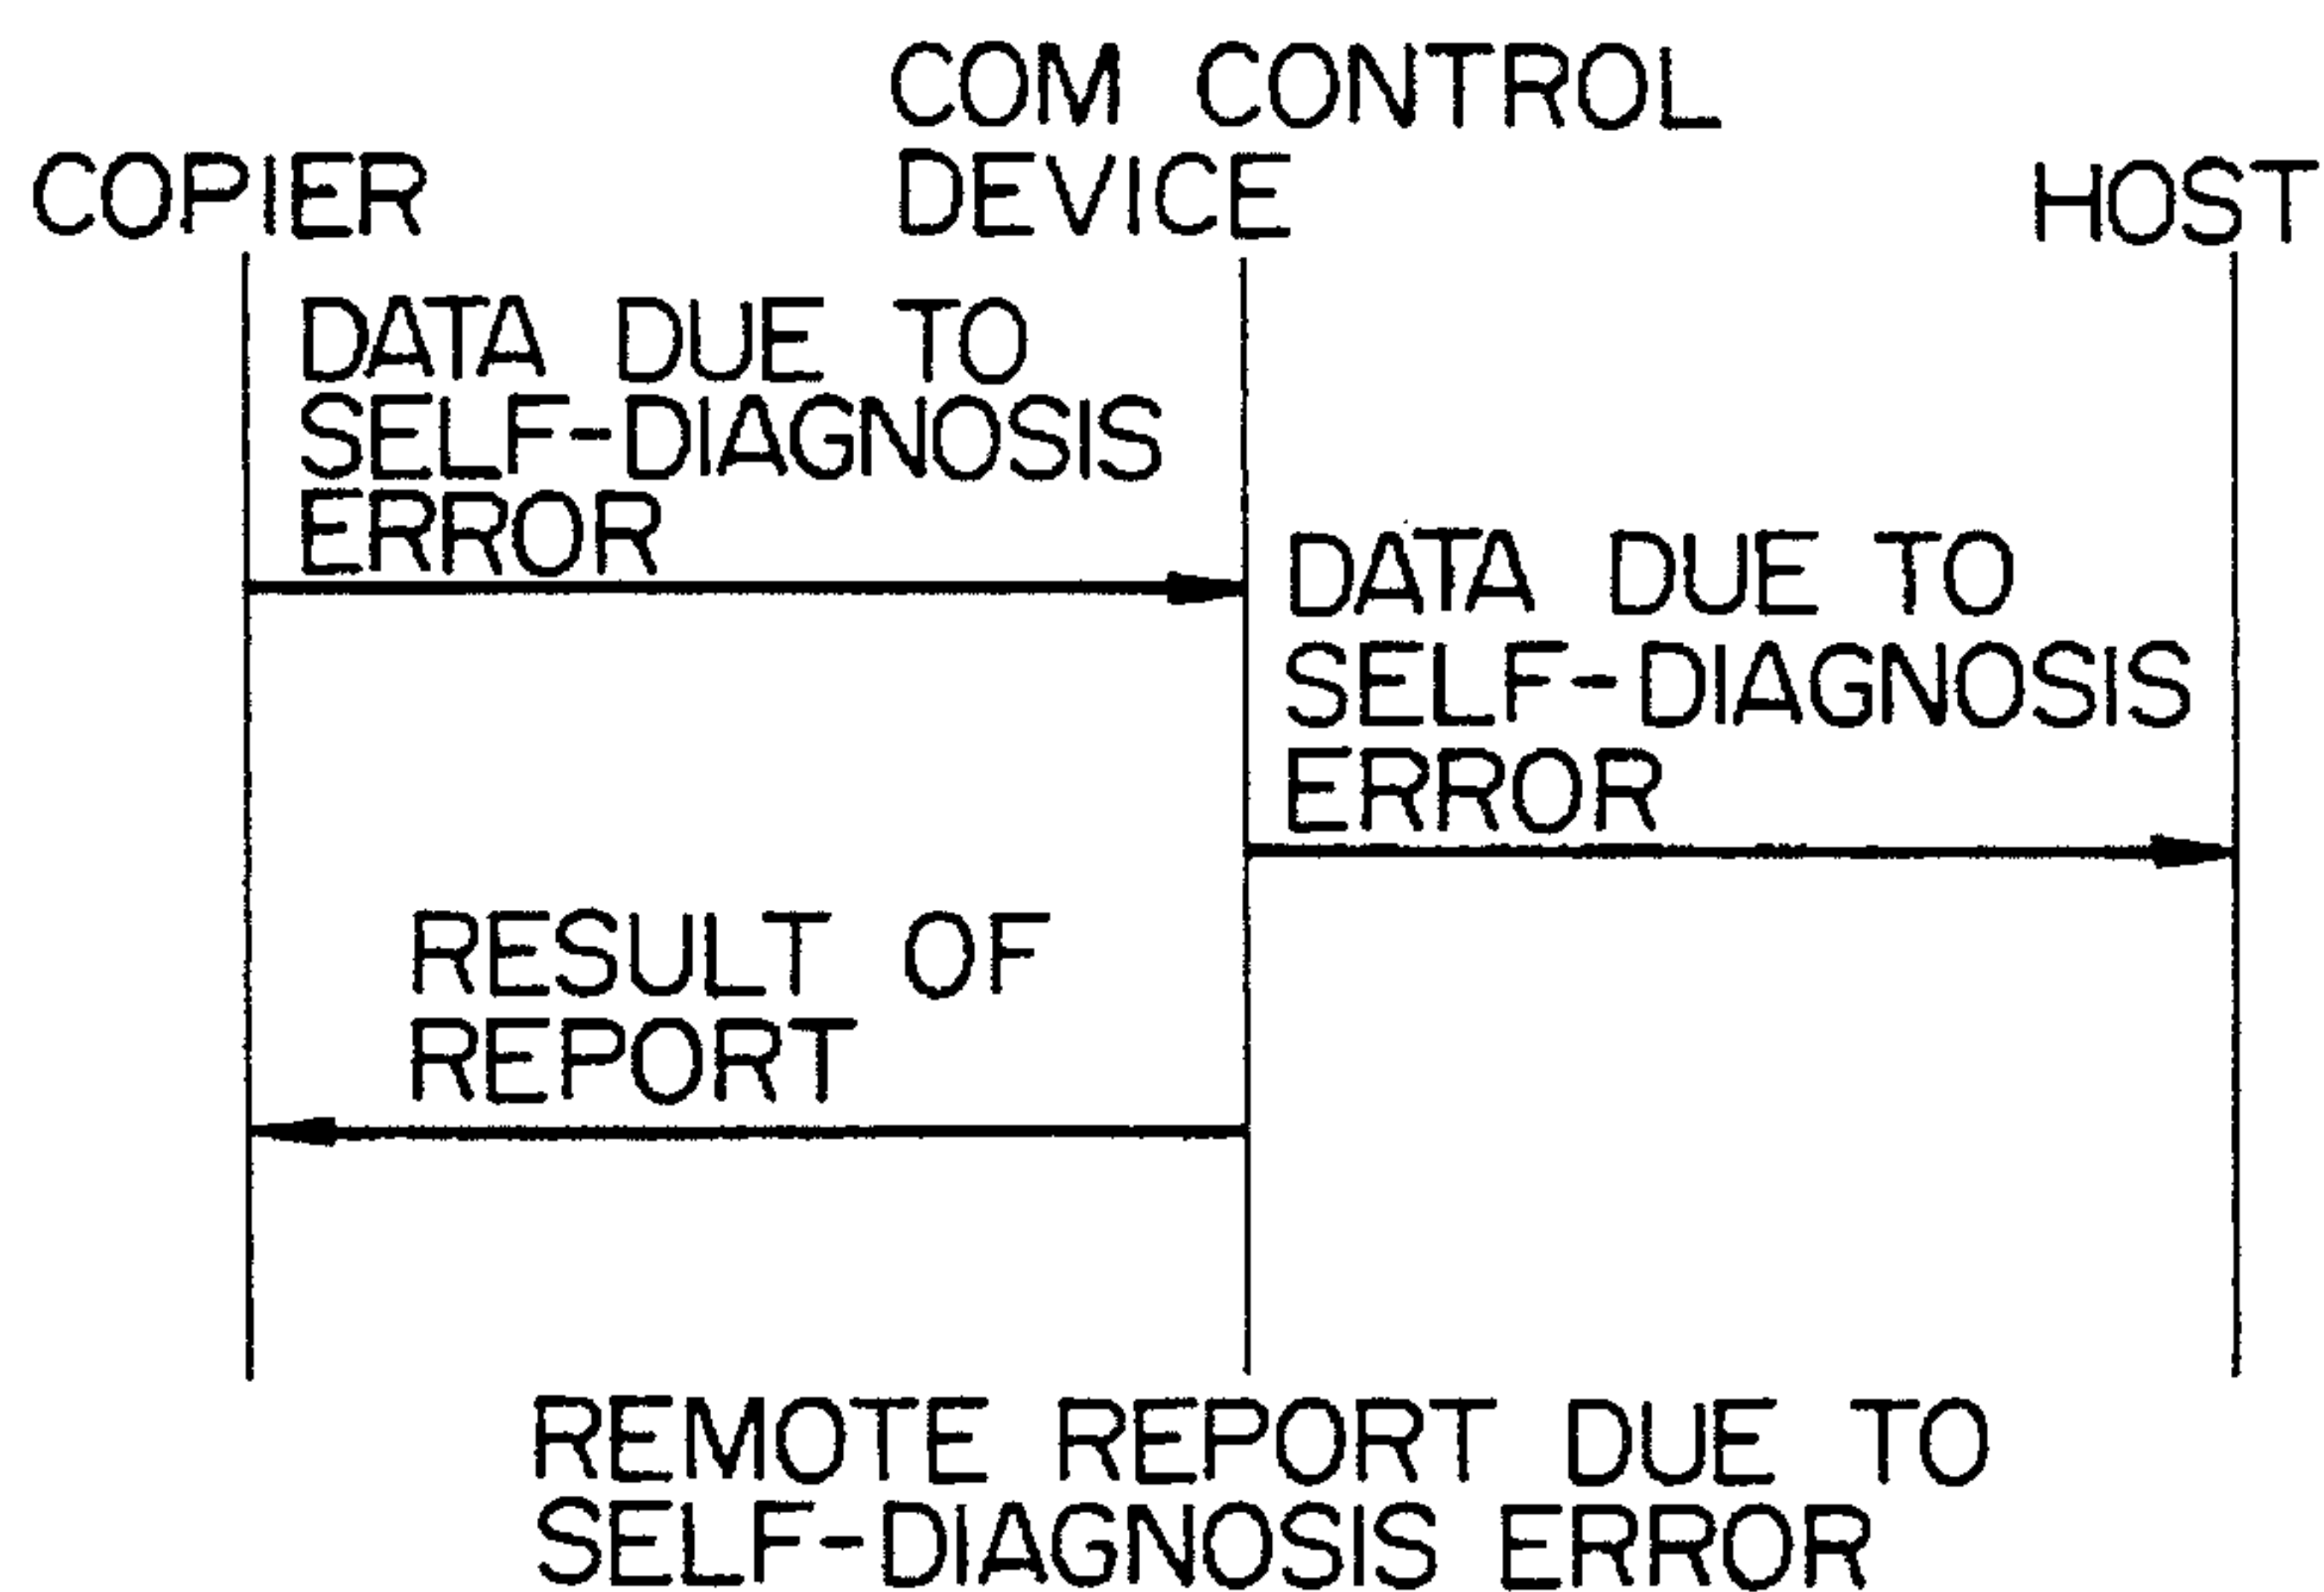 COM CONTROL
DEVICE
COPIER
HOST
DATA DUE TO
SELF-DIAGNOSIS
ERROR
DATA DUE TO
SELF-DIAGNOSIS
ERROR
RESULT OF
REPORT
REMOTE REPORT DUE TO
SELF-DIAGNOSIS ERROR